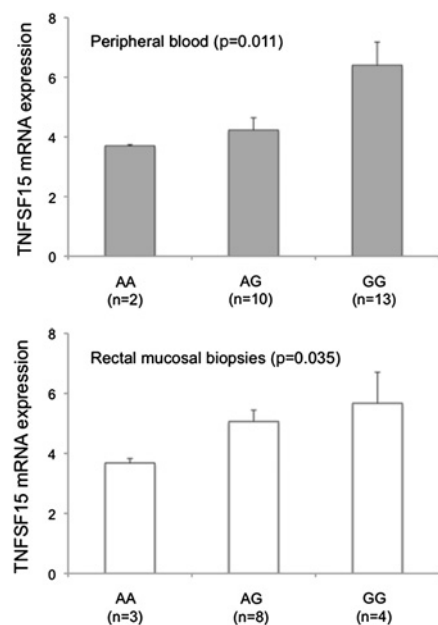 Peripheral blood (p=0.011)
TNFSF15 mRNA expression
8
6
4
2
0
AA AG GG
(n=2) (n=10) (n=13)
Rectal mucosal biopsies (p=0.035)
TNFSF15 mRNA expression
8
6
4
2
0
AA AG GG
(n=3) (n=8) (n=4)